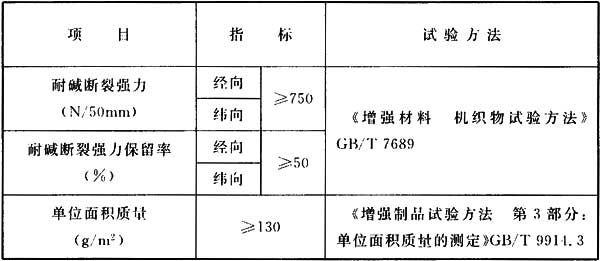 项 目 指 标 试验方法
耐碱断裂强力
(N/50mm)
经向
纬向
≥750
《增强材料 机织物试验方法》
GB/T 7689
耐碱断裂强力保留率
(%)
经向
纬向
≥50
单位面积质量
(g/m²)
≥130
《增强制品试验方法 第3部分:
单位面积质量的测定》GB/T 9914.3